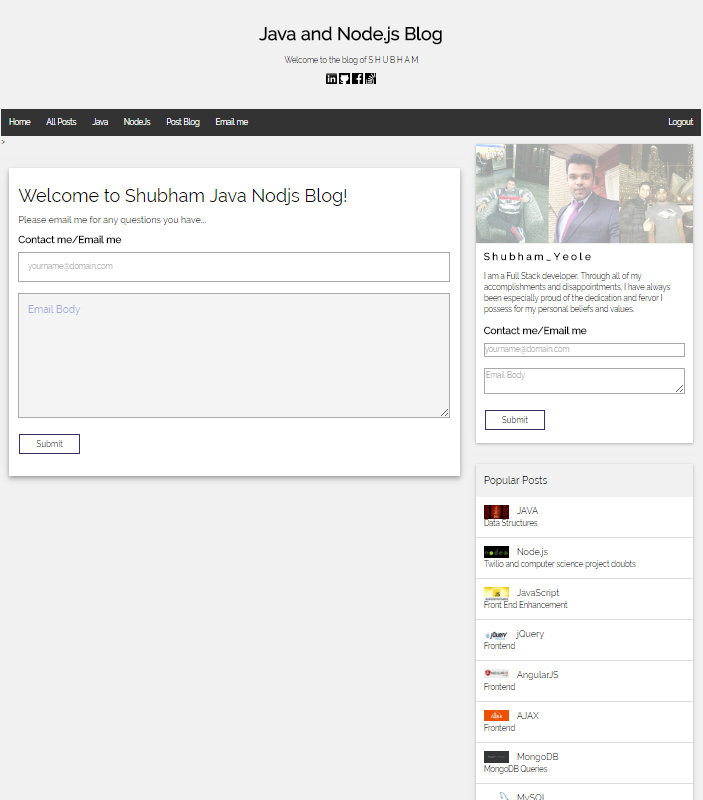 Java and Node.js Blog
Welcome to the blog of S H U B H A M
Home All Posts Java NodeJs Post Blog Email me Logout
>
Welcome to Shubham Java Nodjs Blog!
Please email me for any questions you have...
Contact me/Email me
yourname@domain.com
Email Body
Submit
Shubham_Yeole
I am a Full Stack developer. Through all of my
accomplishments and disappointments, I have always
been especially proud of the dedication and fervor I
possess for my personal beliefs and values.
Contact me/Email me
yourname@domain.com
Email Body
Submit
Popular Posts
JAVA
Data Structures
Node.js
Twilio and computer science project doubts
JavaScript
Front End Enhancement
jQuery
Frontend
AngularJS
Frontend
AJAX
Frontend
MongoDB
MongoDB Queries
MySQL